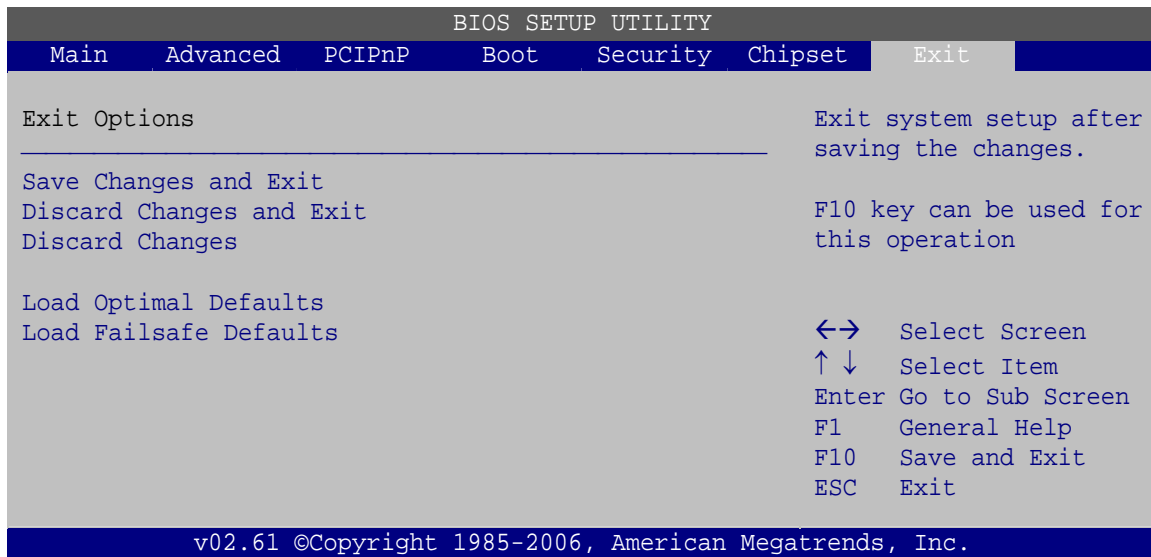 BIOS SETUP UTILITY
Main Advanced PCIPnP Boot Security Chipset Exit
Exit Options
Save Changes and Exit
Discard Changes and Exit
Discard Changes
Load Optimal Defaults
Load Failsafe Defaults
Exit system setup after
saving the changes.
F10 key can be used for
this operation
←→ Select Screen
↑ ↓ Select Item
Enter Go to Sub Screen
F1 General Help
F10 Save and Exit
ESC Exit
v02.61 ©Copyright 1985-2006, American Megatrends, Inc.